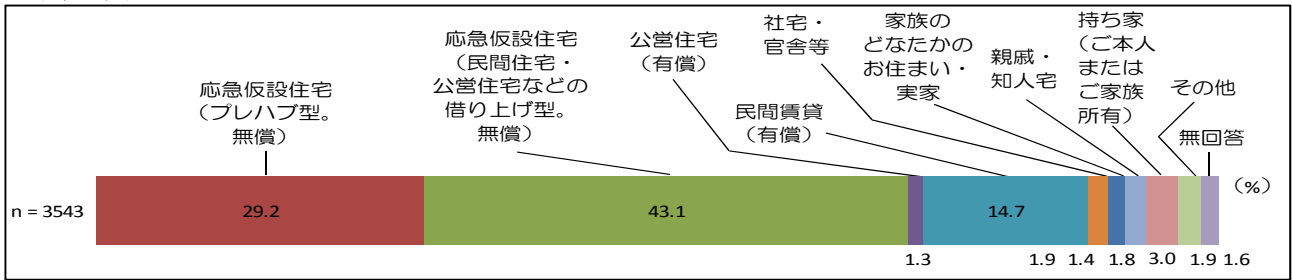 応急仮設住宅
（プレハブ型。
無償）
応急仮設住宅
（民間住宅・
公営住宅などの
借り上げ型。
無償）
公営住宅
（有償）
民間賃貸
（有償）
社宅・
官舎等
家族の
どなたかの
お住まい・
実家
親戚・
知人宅
持ち家
（ご本人
または
ご家族
所有）
その他
無回答
（%）
n = 3543
29.2
43.1
14.7
1.3
1.9
1.4
1.8
3.0
1.9
1.6